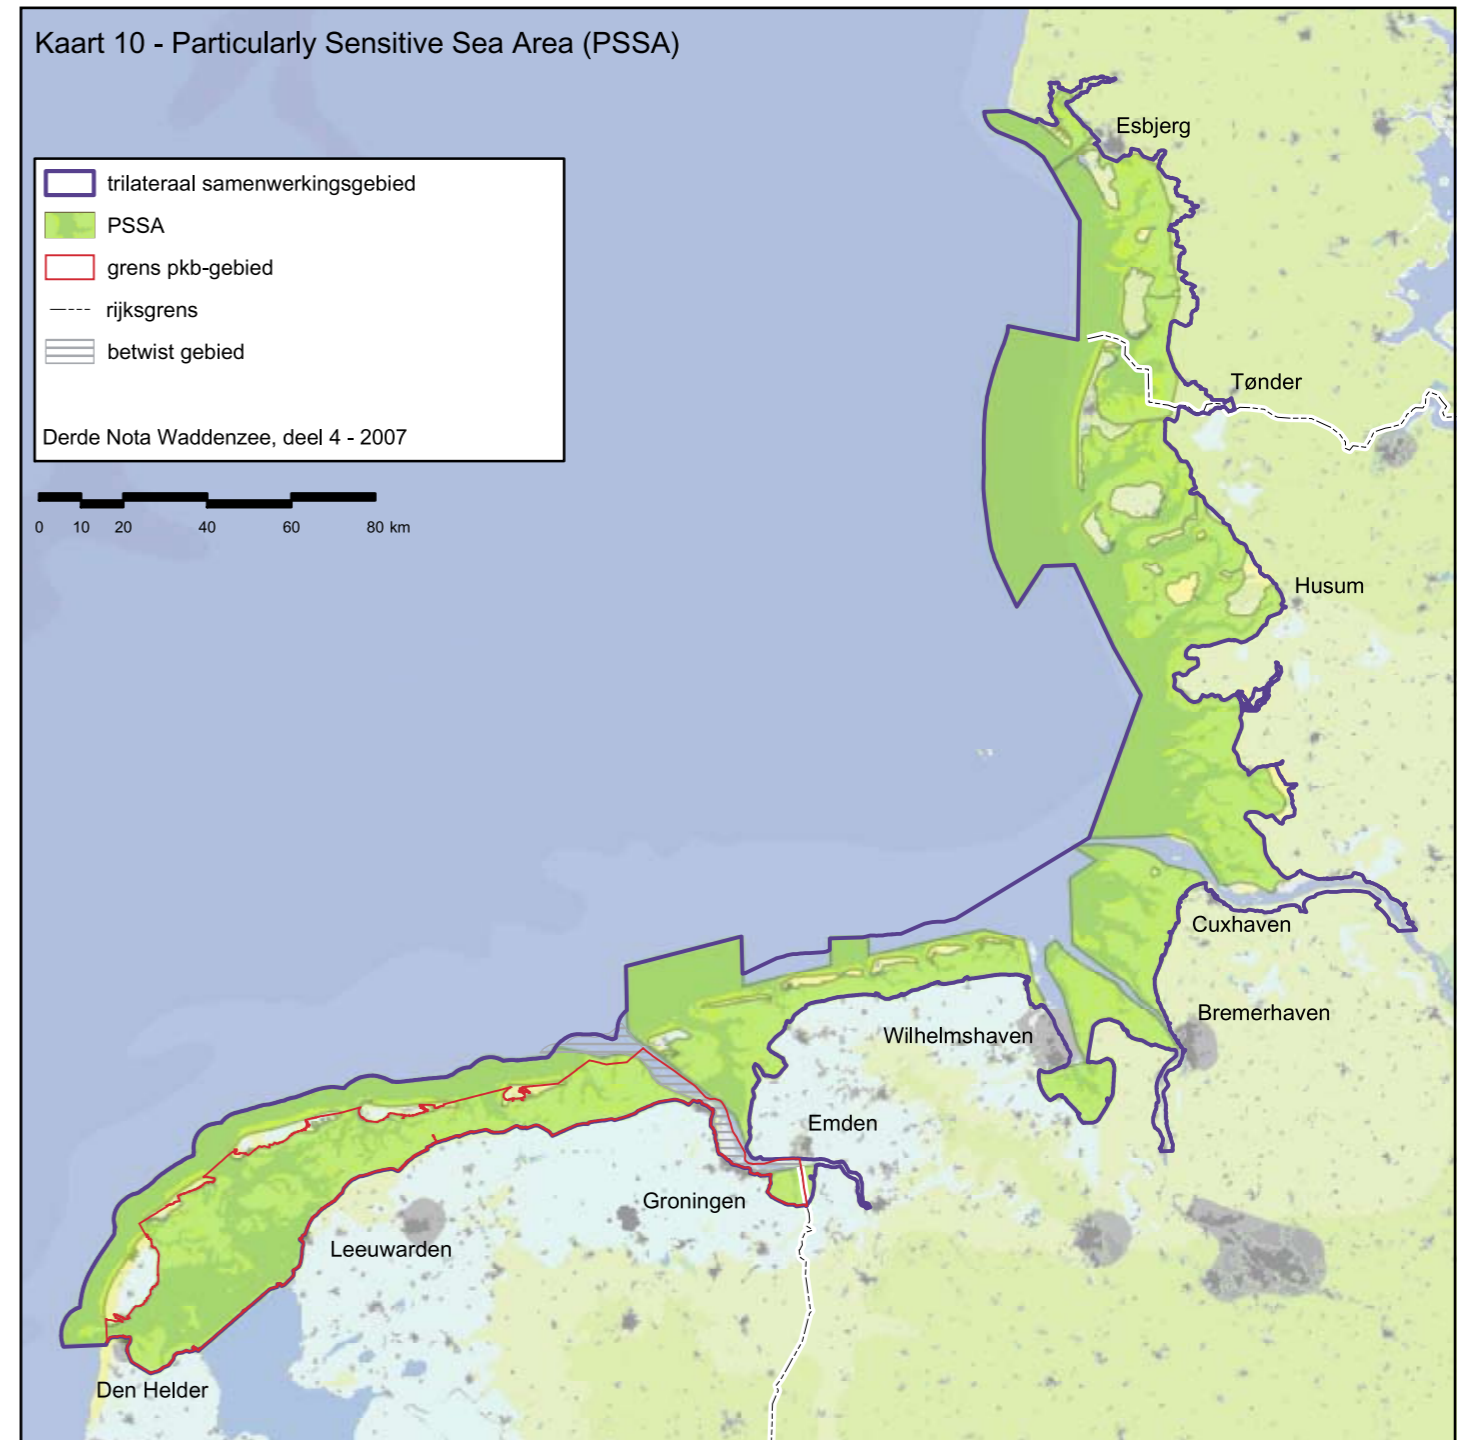 Kaart 10 - Particularly Sensitive Sea Area (PSSA)
trilateraal samenwerkingsgebied
PSSA
grens pkb-gebied
rijksgrens
betwist gebied
Derde Nota Waddenzee, deel 4 - 2007
0 10 20 40 60 80 km
Esbjerg
Tønder
Husum
Cuxhaven
Bremerhaven
Wilhelmshaven
Emden
Groningen
Leeuwarden
Den Helder